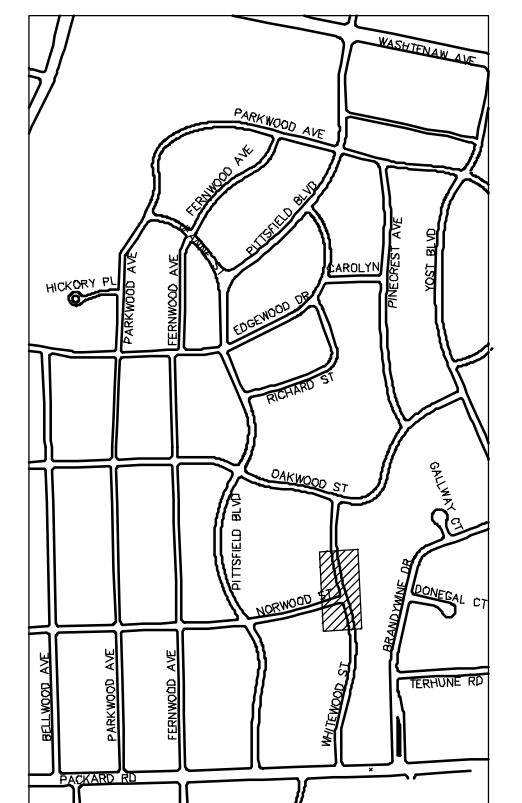 WASHTENAW AVE
PARKWOOD AVE
FERNWOOD AVE
PITTSFIELD BLVD
CAROLYN
PINECREST AVE
YOST BLVD
HICKORY PL
PARKWOOD AVE
FERNWOOD AVE
EDGEWOOD DR
RICHARD ST
OAKWOOD ST
GALLWAY CT
PITTSFIELD BLVD
NORWOOD ST
BRANDYWINE DR
DONEGAL CT
BELLWOOD AVE
PARKWOOD AVE
FERNWOOD AVE
WHITEWOOD ST
TERHUNE RD
PACKARD RD